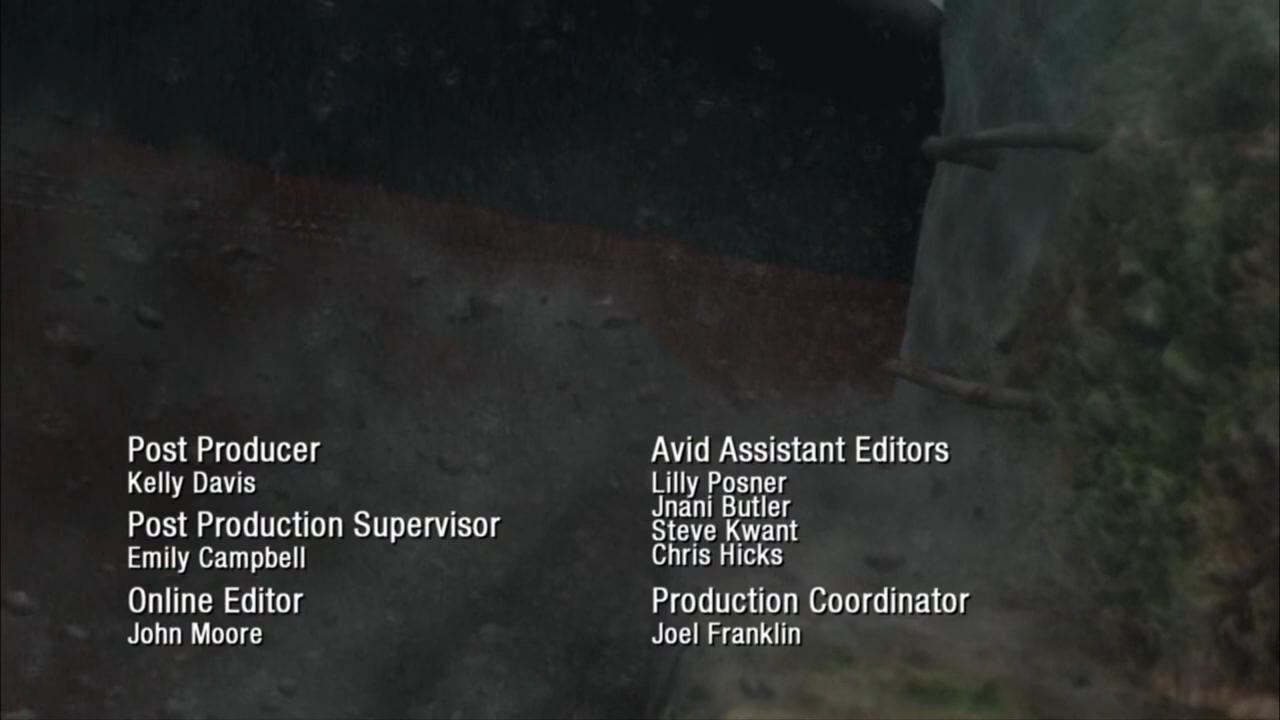 Post Producer
Kelly Davis
Post Production Supervisor
Emily Campbell
Online Editor
John Moore
Avid Assistant Editors
Lilly Posner
Jnani Butler
Steve Kwant
Chris Hicks
Production Coordinator
Joel Franklin